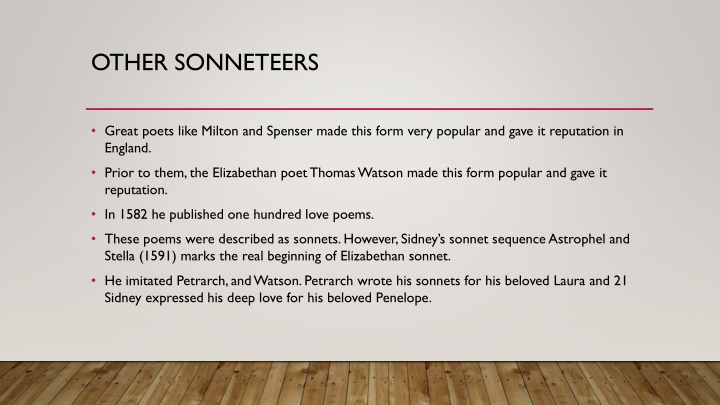 OTHER SONNETEERS
• Great poets like Milton and Spenser made this form very popular and gave it reputation in
England.
• Prior to them, the Elizabethan poet Thomas Watson made this form popular and gave it
reputation.
• In 1582 he published one hundred love poems.
• These poems were described as sonnets. However, Sidney’s sonnet sequence Astrophel and
Stella (1591) marks the real beginning of Elizabethan sonnet.
• He imitated Petrarch, and Watson. Petrarch wrote his sonnets for his beloved Laura and 21
Sidney expressed his deep love for his beloved Penelope.